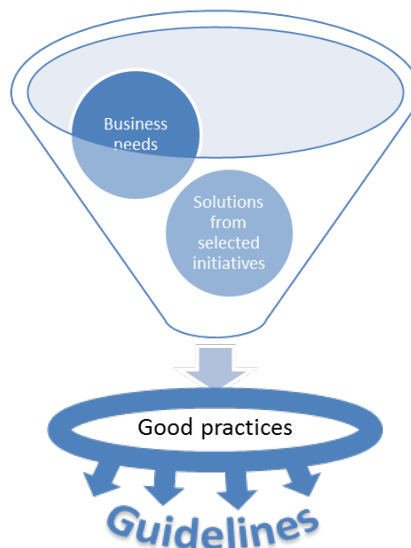 Business
needs
Solutions
from
selected
initiatives
Good practices
Guidelines